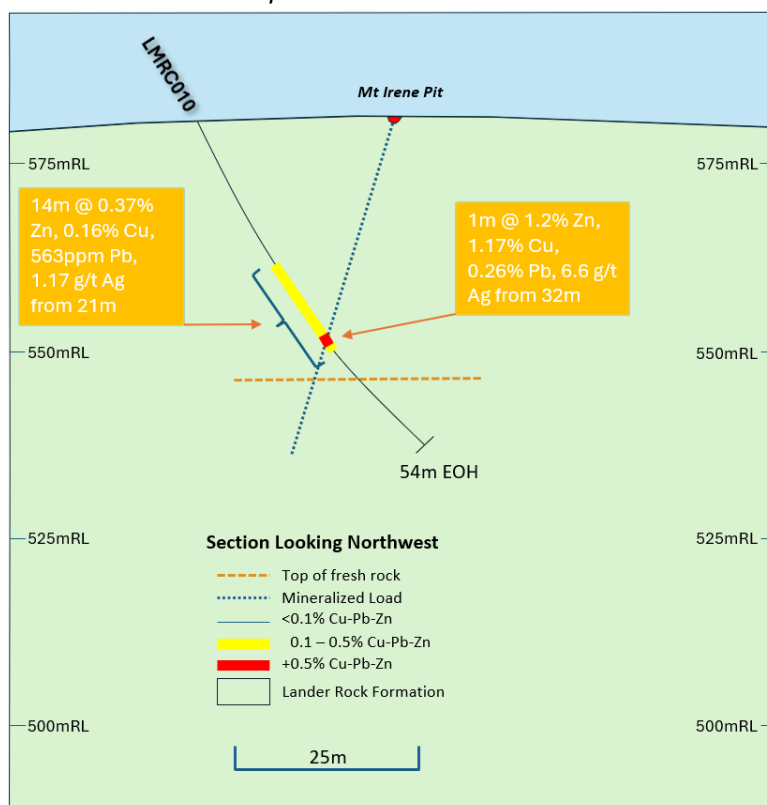 LMRC010
Mt Irene Pit
575mRL
575mRL
14m @ 0.37%
Zn, 0.16% Cu,
563ppm Pb,
1.17 g/t Ag
from 21m
1m @ 1.2% Zn,
1.17% Cu,
0.26% Pb, 6.6 g/t
Ag from 32m
550mRL
550mRL
54m EOH
525mRL
525mRL
Section Looking Northwest
Top of fresh rock
Mineralized Load
<0.1% Cu-Pb-Zn
0.1 – 0.5% Cu-Pb-Zn
+0.5% Cu-Pb-Zn
Lander Rock Formation
500mRL
500mRL
25m